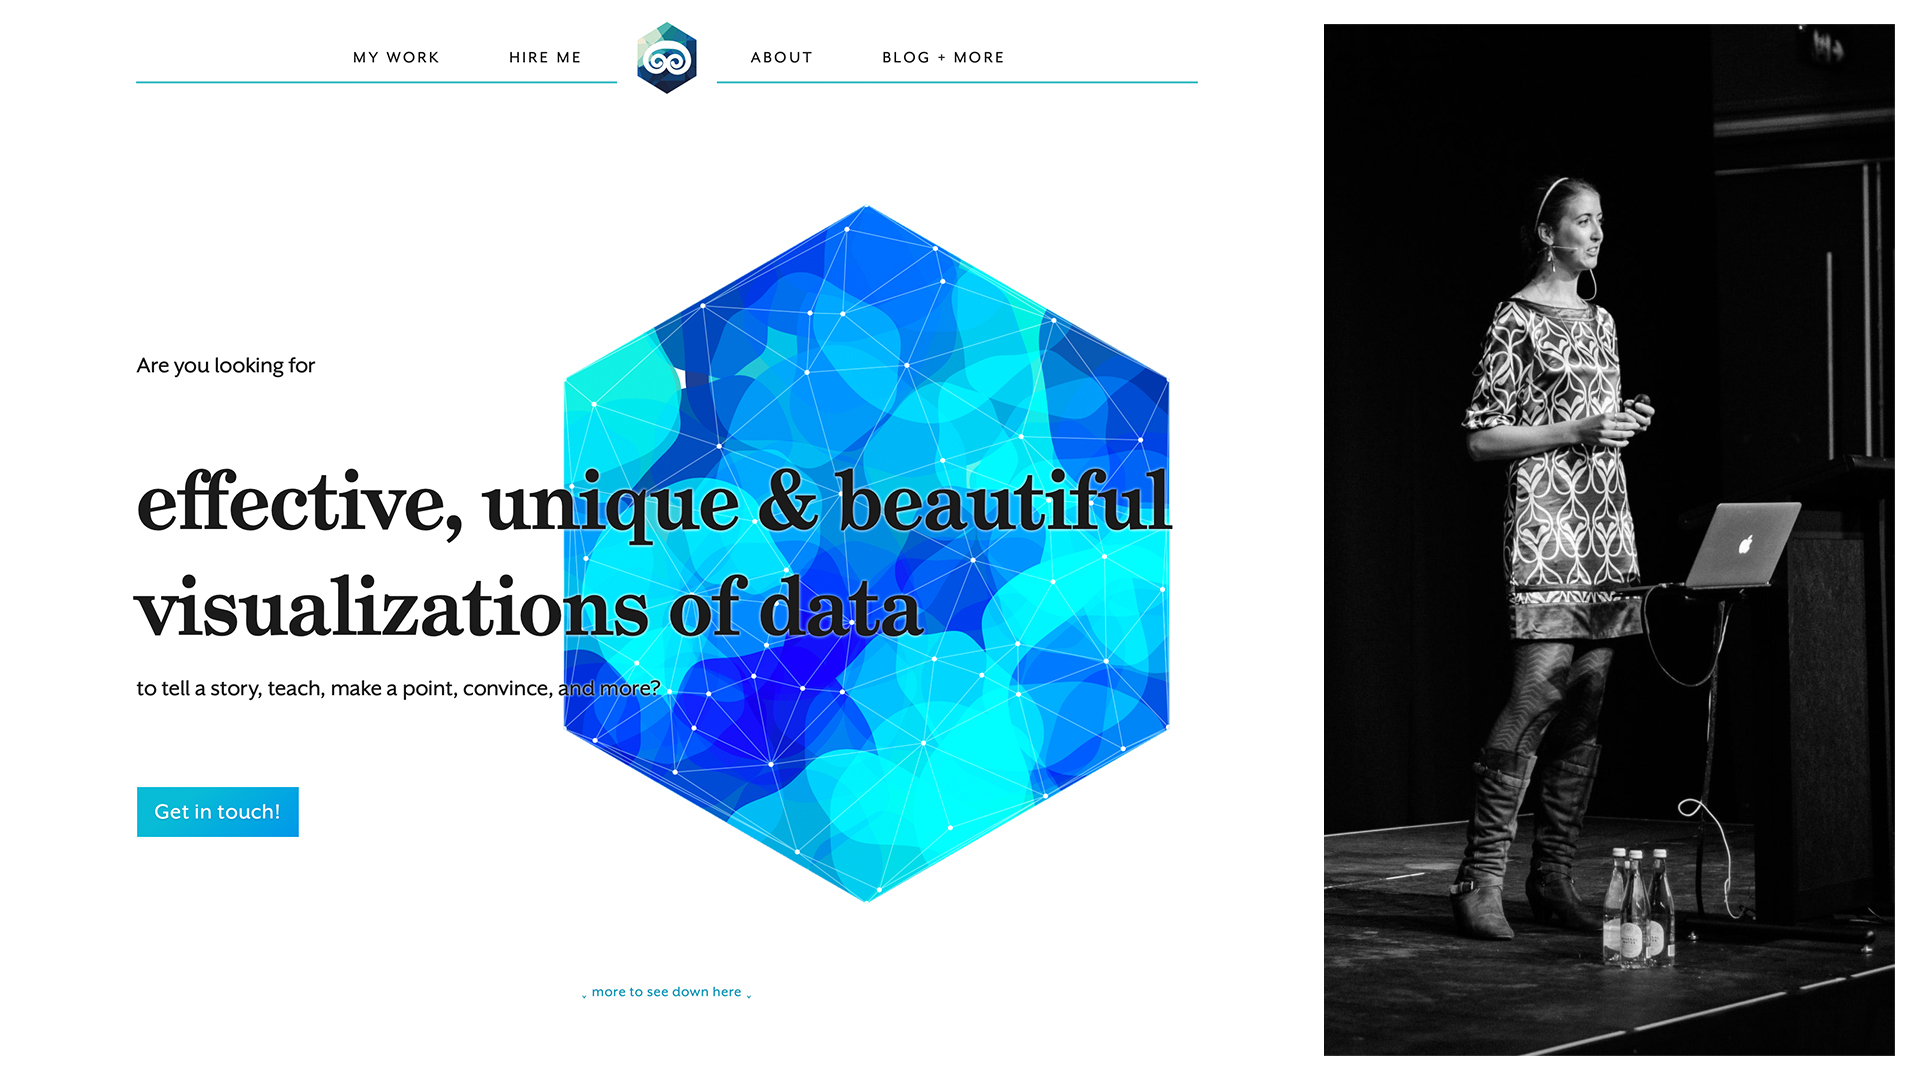 MY WORK
HIRE ME
ABOUT
BLOG + MORE
Are you looking for
effective, unique & beautiful
visualizations of data
to tell a story, teach, make a point, convince, and more?
Get in touch!
more to see down here